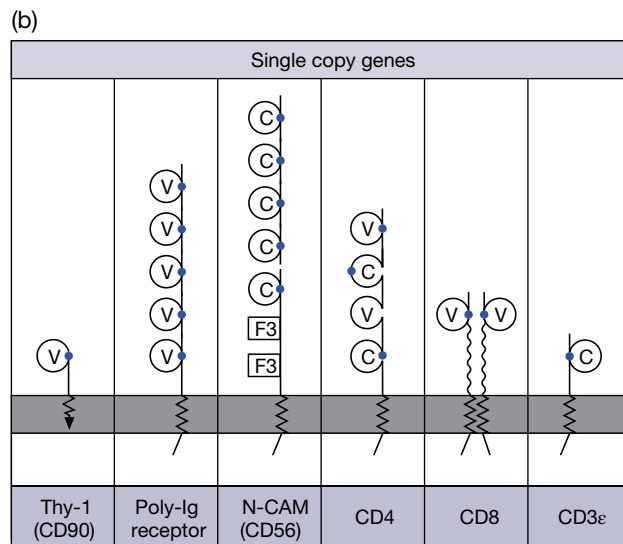 (b)
Single copy genes
V
V
V
V
V
V
C
C
C
C
C
F3
F3
V
C
V
C
V V
C
Thy-1
(CD90)
Poly-Ig
receptor
N-CAM
(CD56)
CD4
CD8
CD3ε